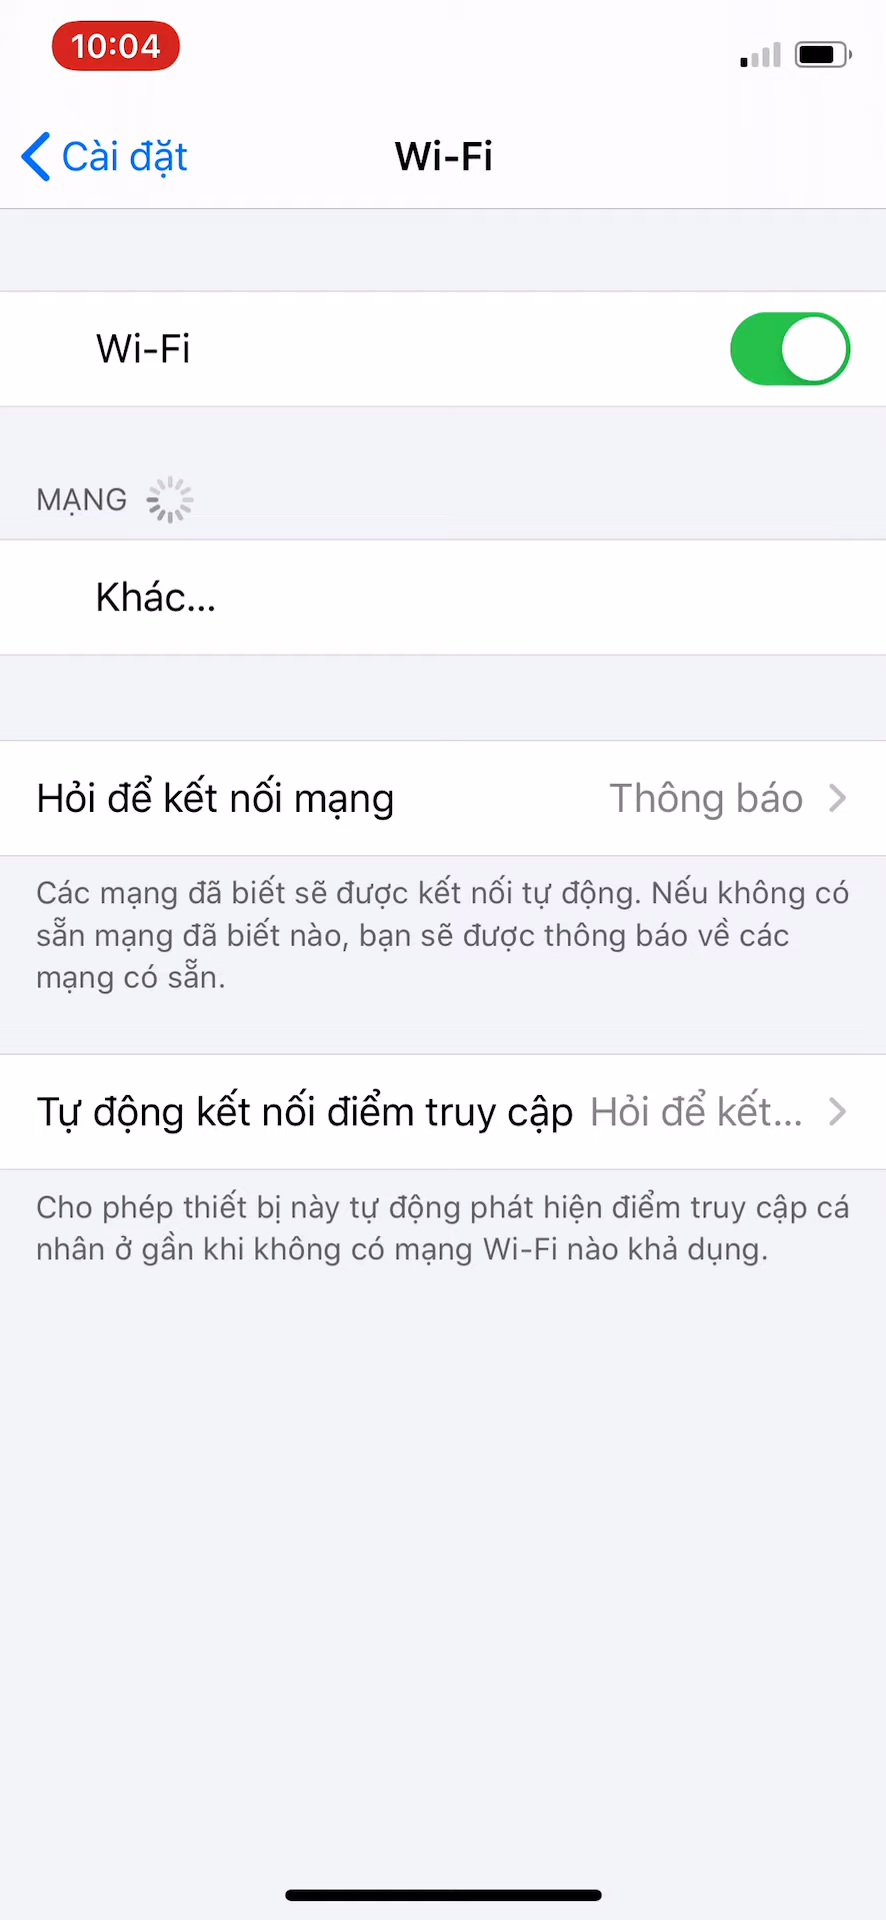 10:04
Cài đặt
Wi-Fi
Wi-Fi
MẠNG
Khác...
Hỏi để kết nối mạng Thông báo
Các mạng đã biết sẽ được kết nối tự động. Nếu không có
sẵn mạng đã biết nào, bạn sẽ được thông báo về các
mạng có sẵn.
Tự động kết nối điểm truy cập Hỏi để kết...
Cho phép thiết bị này tự động phát hiện điểm truy cập cá
nhân ở gần khi không có mạng Wi-Fi nào khả dụng.